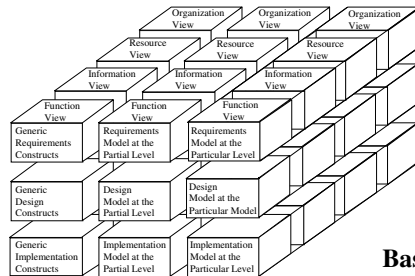 Organization
View
Organization
View
Organization
View
Resource
View
Resource
View
Resource
View
Information
View
Information
View
Information
View
Function
View
Function
View
Function
View
Generic
Requirements
Constructs
Requirements
Model at the
Partial Level
Requirements
Model at the
Particular Level
Generic
Design
Constructs
Design
Model at the
Partial Level
Design
Model at the
Particular Model
Generic
Implementation
Constructs
Implementation
Model at the
Partial Level
Implementation
Model at the
Particular Level
Bas